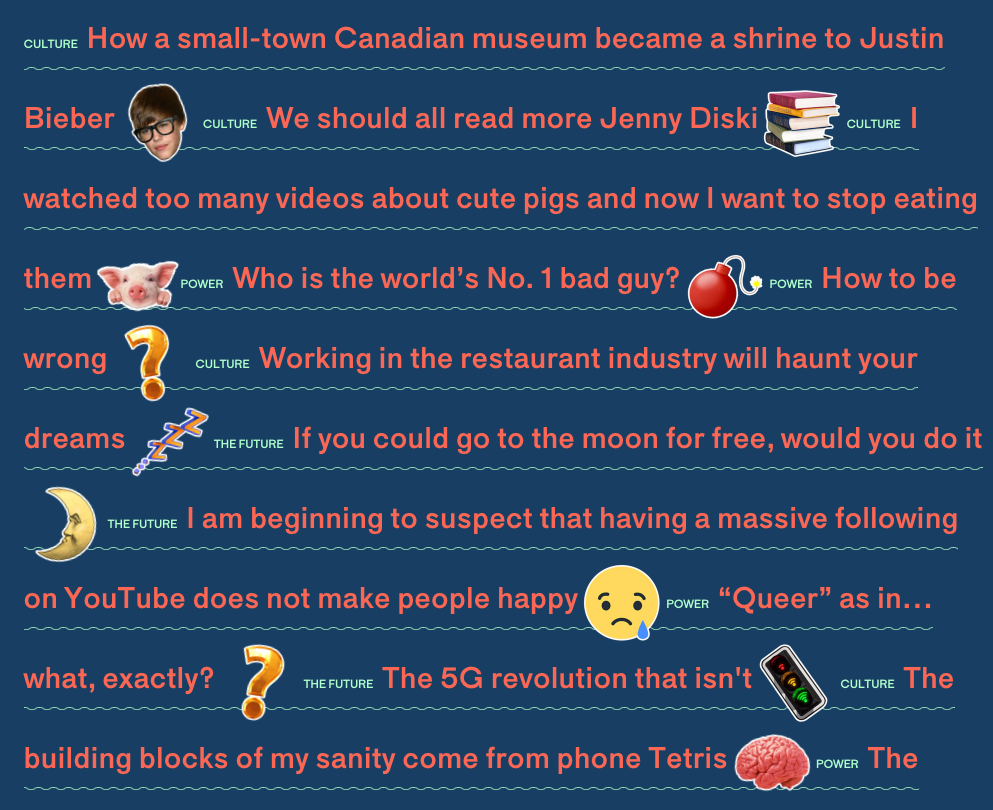 CULTURE How a small-town Canadian museum became a shrine to Justin
Bieber CULTURE We should all read more Jenny Diski CULTURE I
watched too many videos about cute pigs and now I want to stop eating
them POWER Who is the world’s No. 1 bad guy? POWER How to be
wrong CULTURE Working in the restaurant industry will haunt your
dreams THE FUTURE If you could go to the moon for free, would you do it
THE FUTURE I am beginning to suspect that having a massive following
on YouTube does not make people happy POWER “Queer” as in...
what, exactly? THE FUTURE The 5G revolution that isn't CULTURE The
building blocks of my sanity come from phone Tetris POWER The